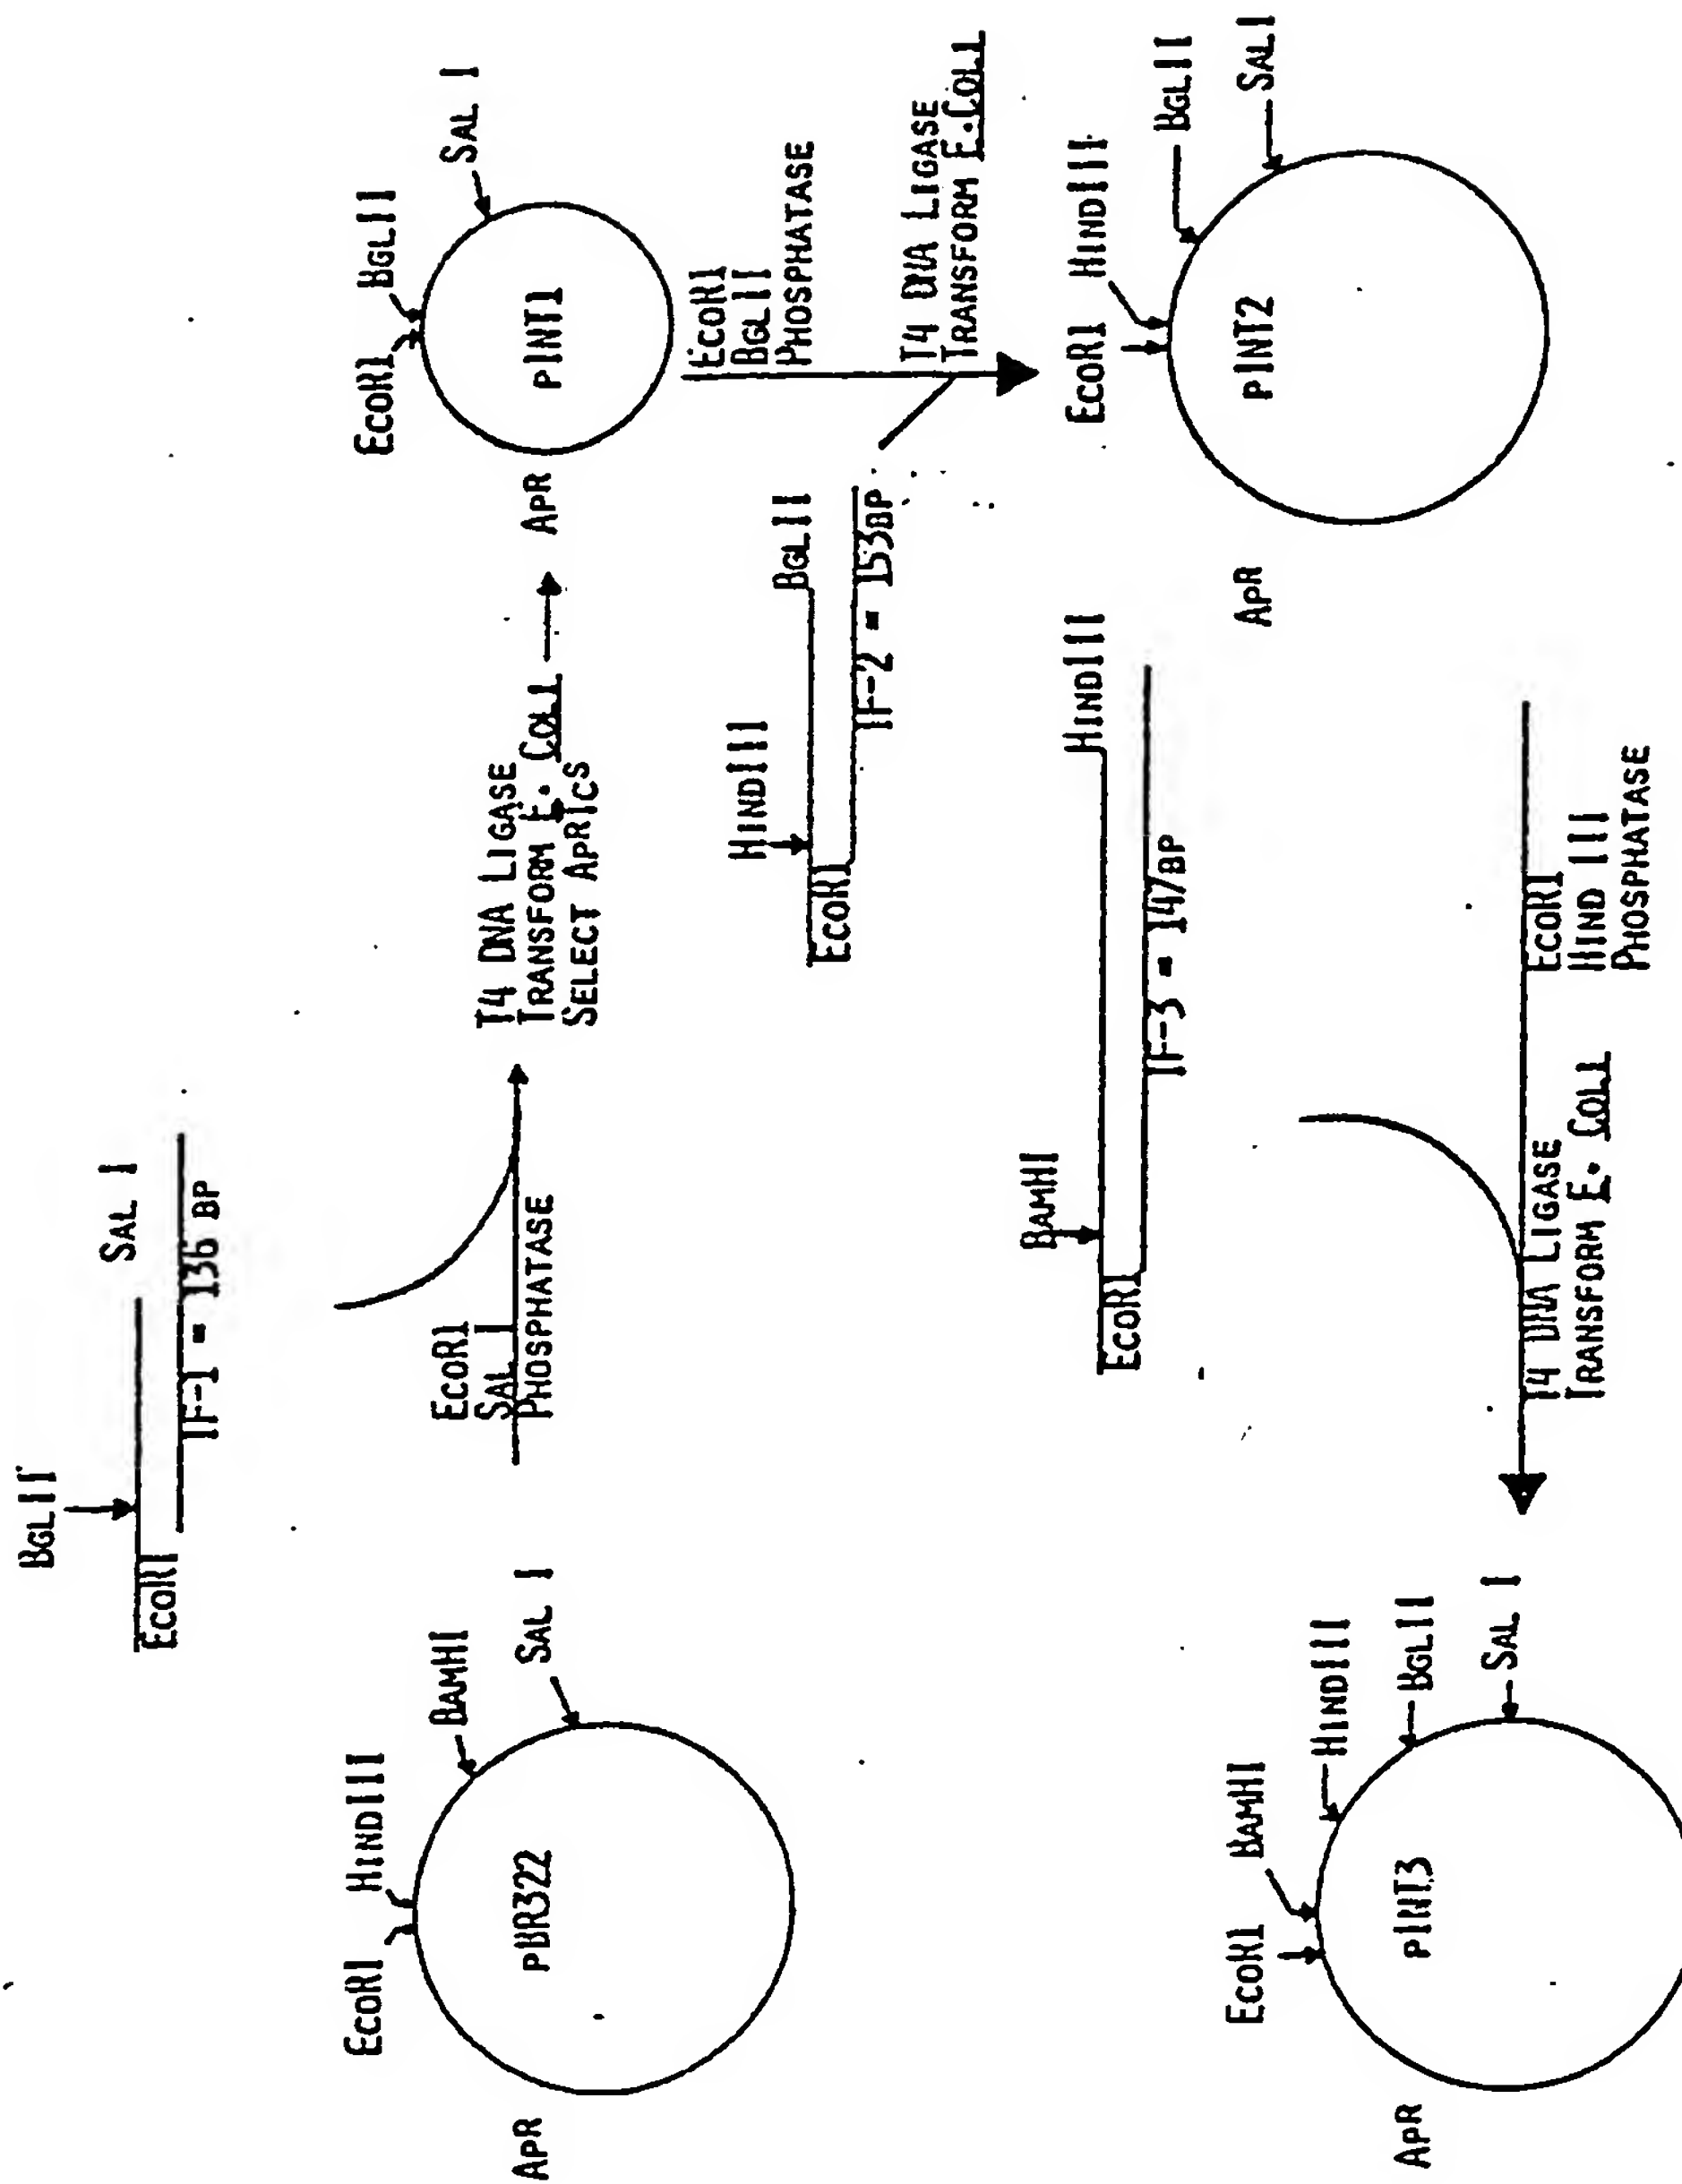 BGLII
SAL I
ECORI
IF-1 = 136 BP
ECORI
HINDIII
BAMHI
SAL I
PBR322
APR
ECORI
SAL I
PHOSPHATASE
T4 DNA LIGASE
TRANSFORM E. COLI
SELECT APRICS
APR
ECORI
BGLII
SAL I
PINT1
ECORI
BGLII
PHOSPHATASE
HINDIII
BGLII
ECORI
IF-2 = 153BP
T4 DNA LIGASE
TRANSFORM E.COLI
ECORI
HINDIII
BGLII
SALI
PINT2
APR
BAMHI
HINDIII
ECORI
IF-3 = 147BP
ECORI
HIND III
PHOSPHATASE
T4 DNA LIGASE
TRANSFORM E. COLI
ECORI
BAMHI
HINDIII
BGLII
SAL I
PINT3
APR